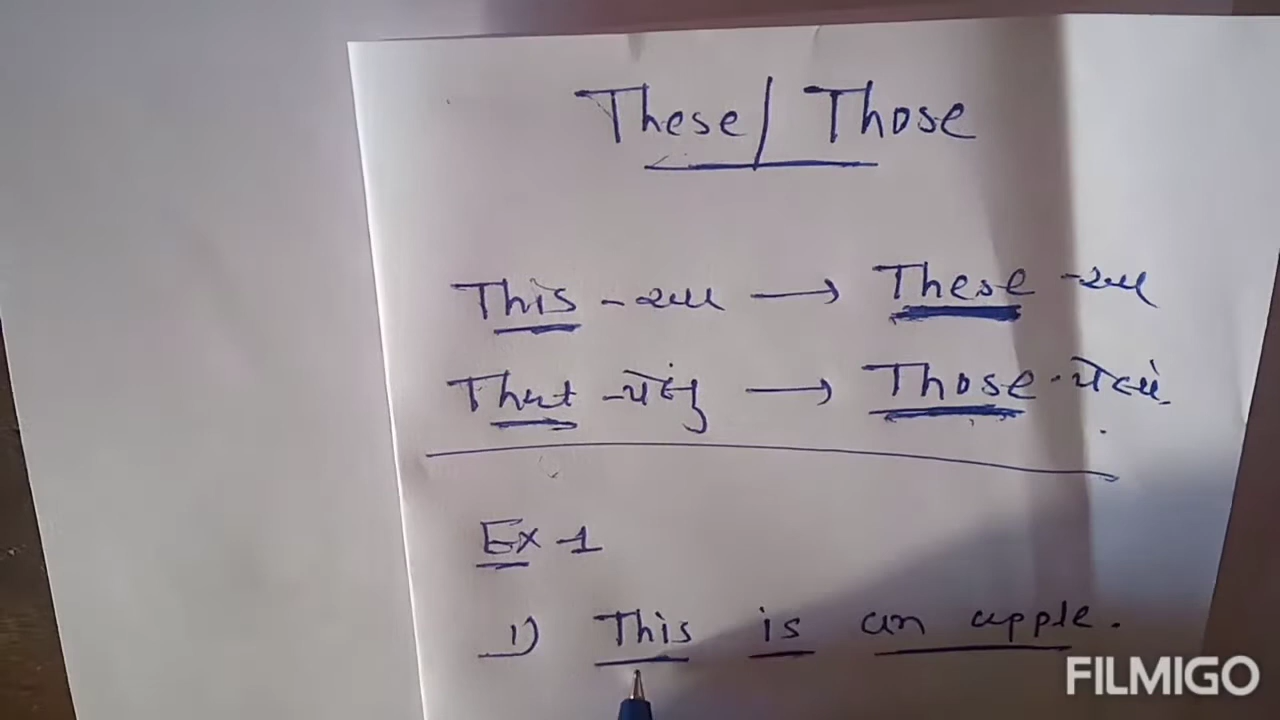 These/ Those
This - આ → These - આ
That - પેલું → Those - પેલાં
Ex-1
1) This is an apple.
FILMIGO